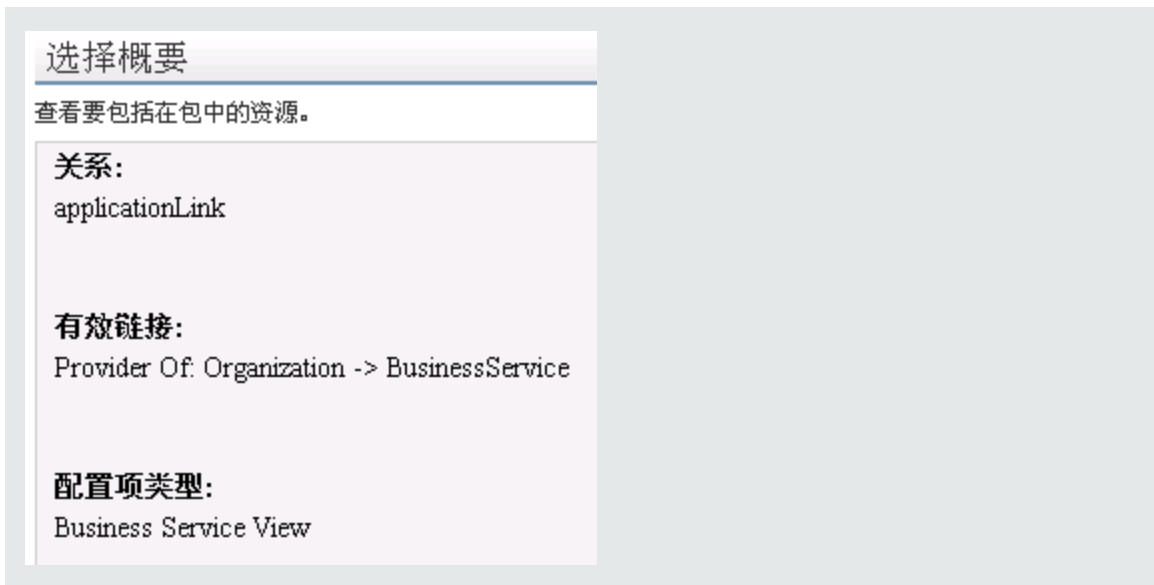 选择概要
查看要包括在包中的资源。
关系:
applicationLink
有效链接:
Provider Of: Organization -> BusinessService
配置项类型:
Business Service View